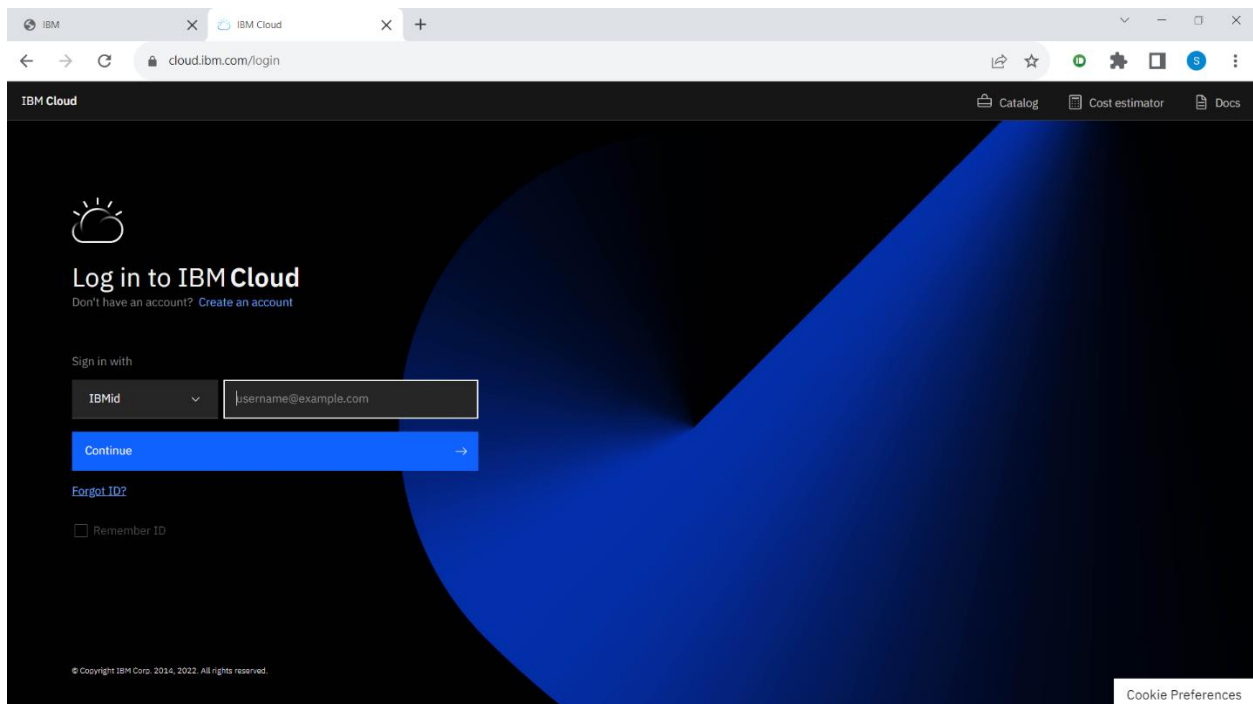 IBM
IBM Cloud
cloud.ibm.com/login
S
IBM Cloud
Catalog
Cost estimator
Docs
Log in to IBM Cloud
Don't have an account? Create an account
Sign in with
IBMid
username@example.com
Continue
Forgot ID?
Remember ID
© Copyright IBM Corp. 2014, 2022. All rights reserved.
Cookie Preferences